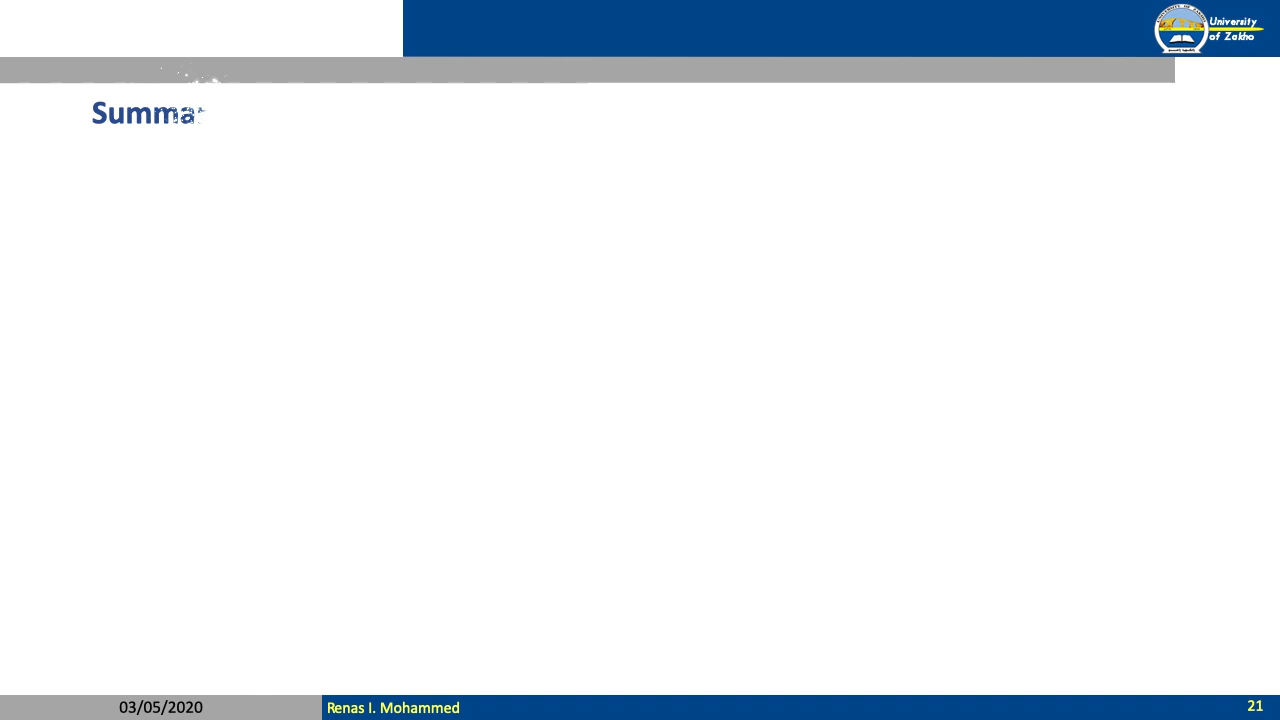 University
of Zakho
Summa
03/05/2020
Renas I. Mohammed
21